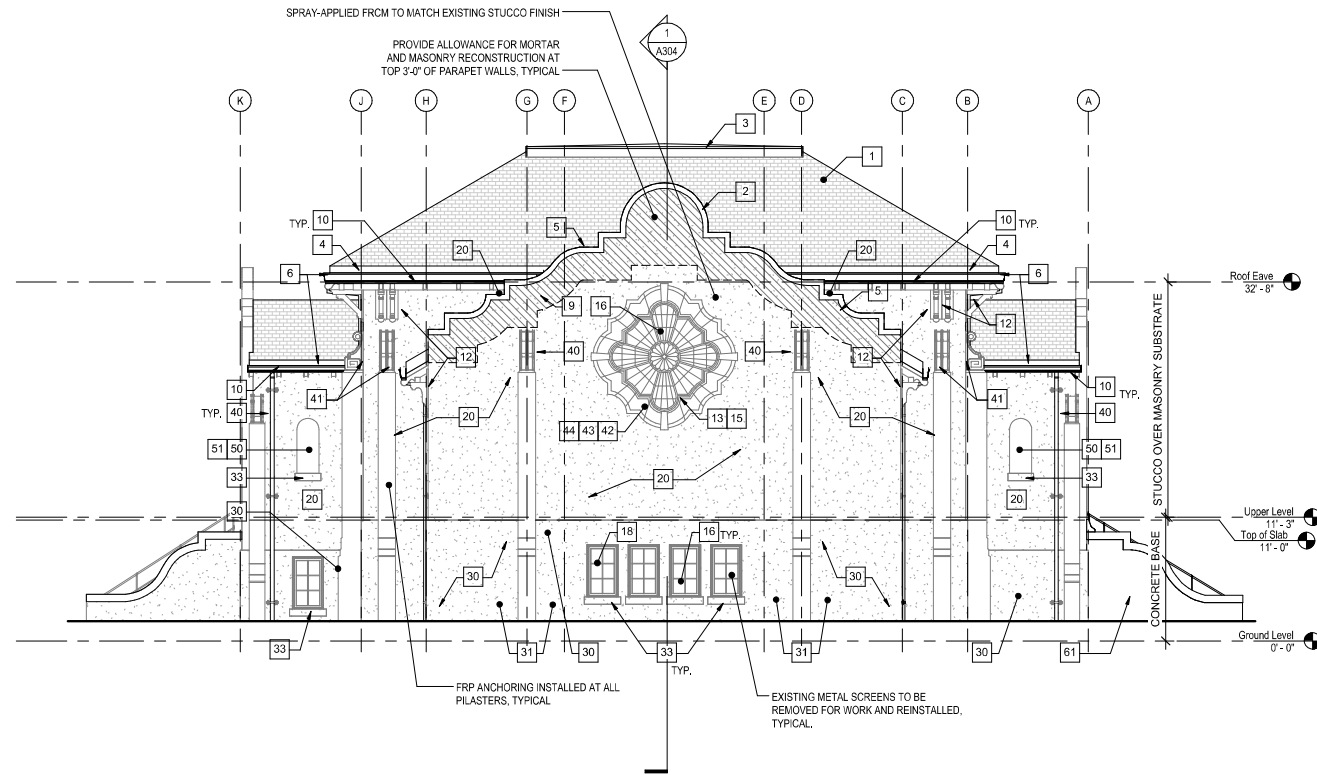 SPRAY-APPLIED FRCM TO MATCH EXISTING STUCCO FINISH
1
A304
PROVIDE ALLOWANCE FOR MORTAR
AND MASONRY RECONSTRUCTION AT
TOP 3'-0" OF PARAPET WALLS, TYPICAL
K J H G F E D C B A
3
1
2
TYP. 10
10 TYP.
5
4
20
20
4
6
6
Roof Eave
32' - 8"
9
5
16
12
12
40
40
12
12
10
10
TYP.
TYP. 40
41
41
40
20
13 15
20
44 43 42
51 50
50 51
33
33
20
20
20
STUCCO OVER MASONRY SUBSTRATE
30
Upper Level
11' - 3"
Top of Slab
11' - 0"
18
16 TYP.
30
30
CONCRETE BASE
Ground Level
0' - 0"
33
31
30
33
TYP.
31
30
61
FRP ANCHORING INSTALLED AT ALL
PILASTERS, TYPICAL
EXISTING METAL SCREENS TO BE
REMOVED FOR WORK AND REINSTALLED,
TYPICAL.